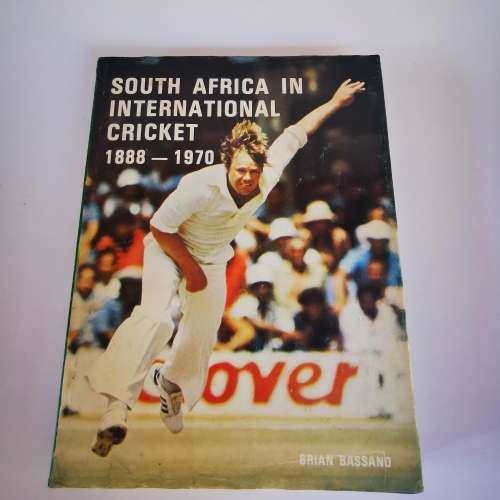 SOUTH AFRICA IN
INTERNATIONAL
CRICKET
1888 — 1970
over
BRIAN BASSANO